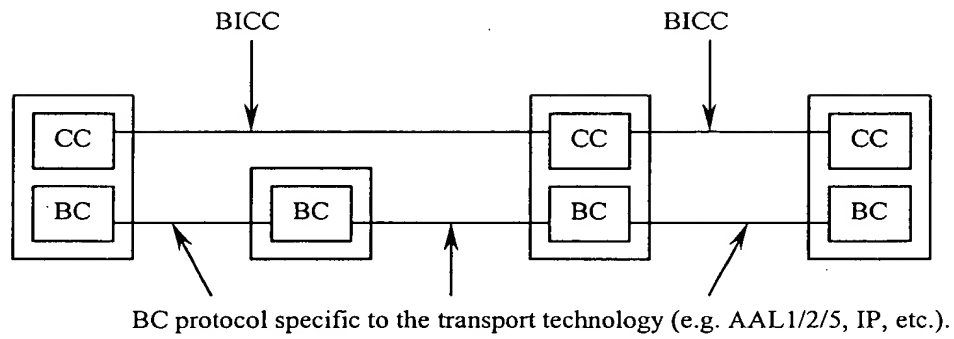 BICC BICC
CC CC CC
BC BC BC BC
BC protocol specific to the transport technology (e.g. AAL1/2/5, IP, etc.).